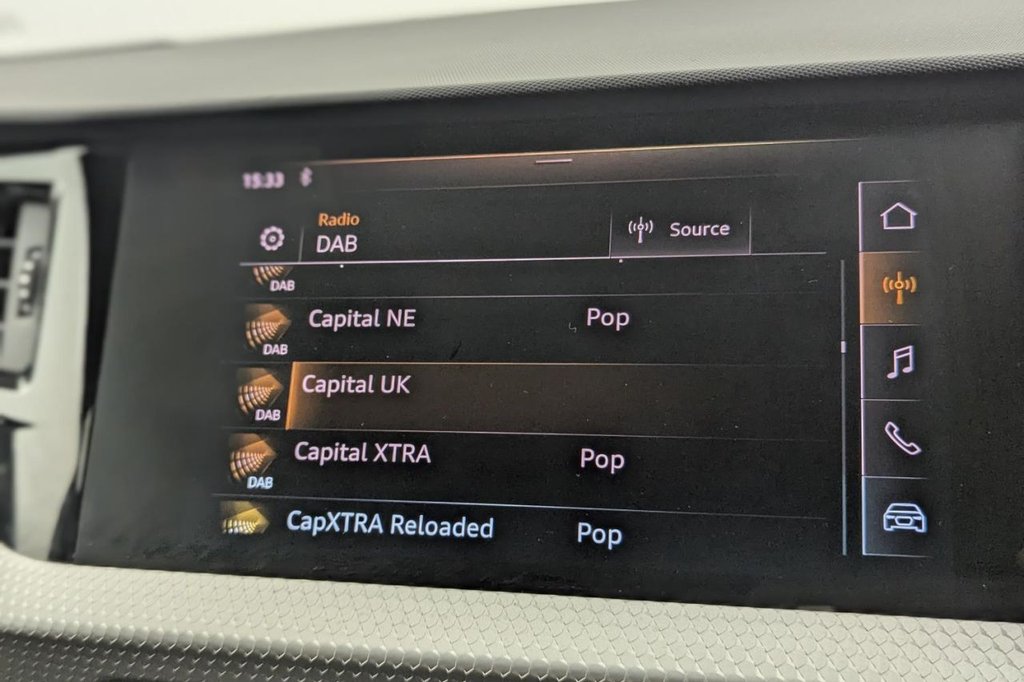 15:33
Radio
DAB
Source
DAB
Capital NE Pop
DAB
Capital UK
DAB
Capital XTRA Pop
DAB
CapXTRA Reloaded Pop